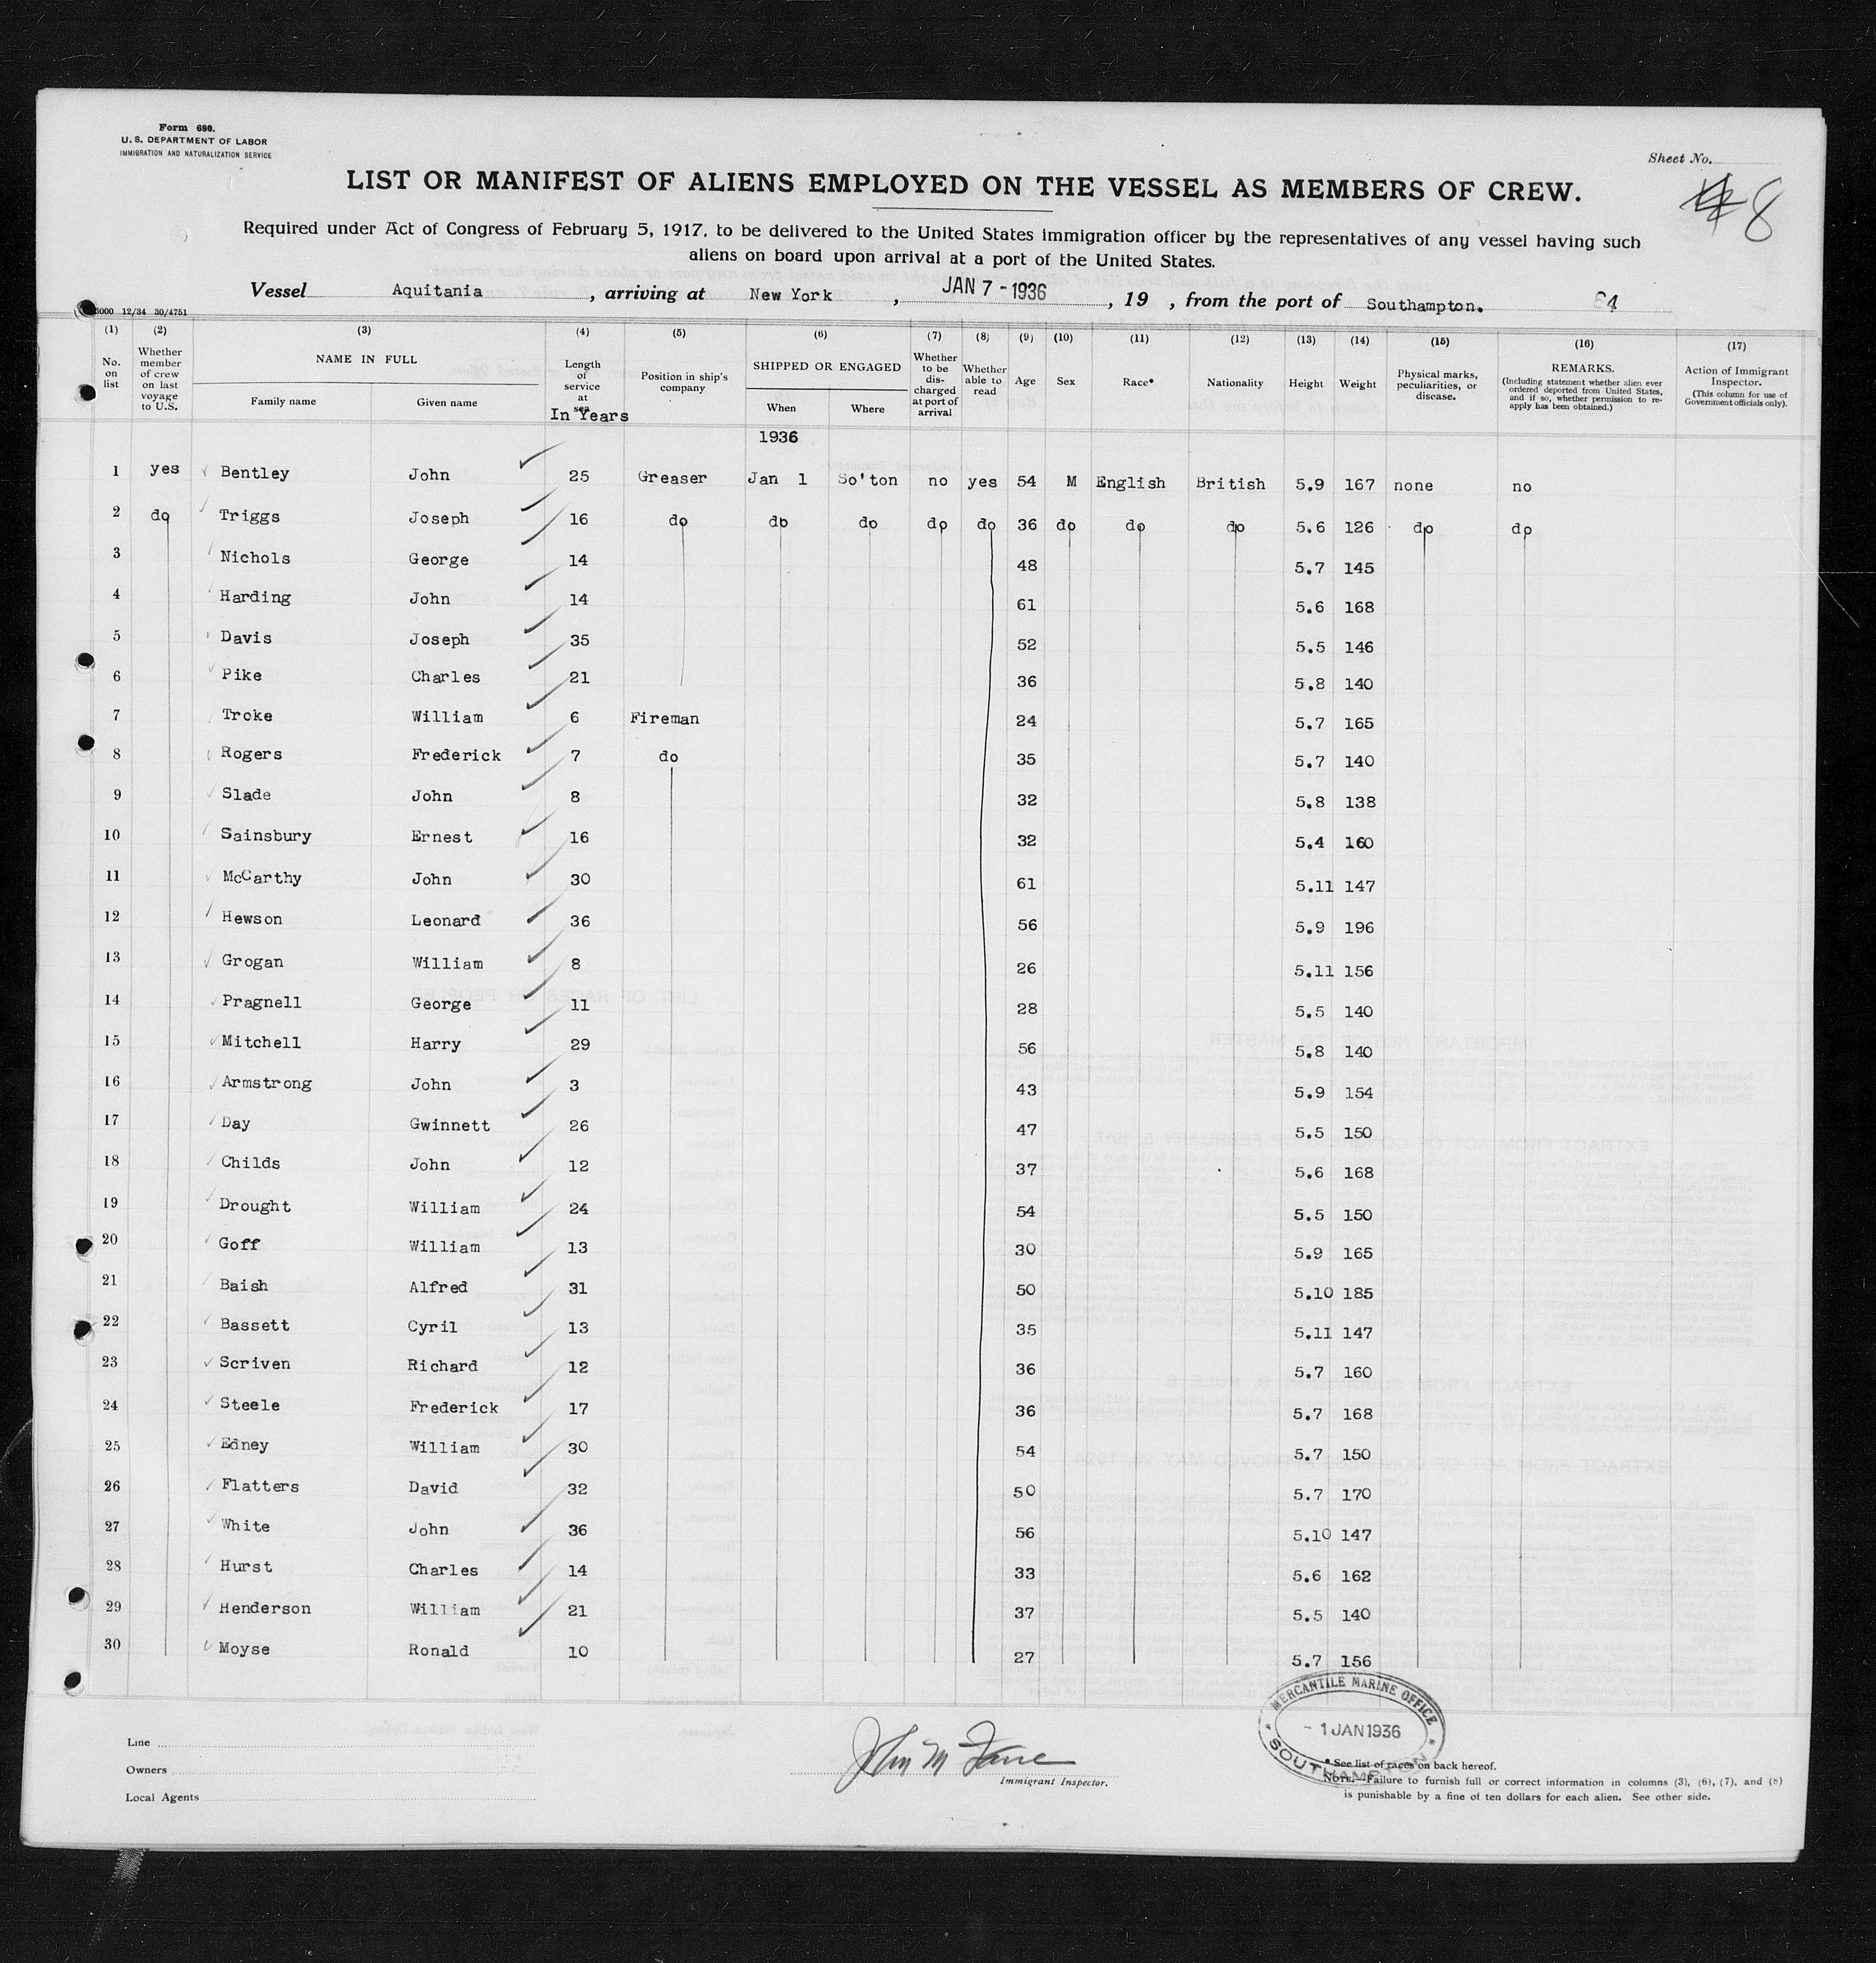 Form 680.
U. S. DEPARTMENT OF LABOR
IMMIGRATION AND NATURALIZATION SERVICE
Sheet No.
8
LIST OR MANIFEST OF ALIENS EMPLOYED ON THE VESSEL AS MEMBERS OF CREW.
Required under Act of Congress of February 5, 1917, to be delivered to the United States immigration officer by the representatives of any vessel having such
aliens on board upon arrival at a port of the United States.
Vessel Aquitania, arriving at New York, JAN 7 - 1936, 19 , from the port of Southampton. 64
000 12/34 30/4751
(1) (2) (3) (4) (5) (6) (7) (8) (9) (10) (11) (12) (13) (14) (15) (16) (17)
No. on list
Whether member of crew on last voyage to U.S.
NAME IN FULL
Family name
Given name
Length of service at sea
In Years
Position in ship's company
SHIPPED OR ENGAGED
When
Where
Whether to be discharged at port of arrival
Whether able to read
Age
Sex
Race*
Nationality
Height
Weight
Physical marks, peculiarities, or disease.
REMARKS.
(Including statement whether alien ever ordered deported from United States, and if so, whether permission to reapply has been obtained.)
Action of Immigrant Inspector.
(This column for use of Government officials only).
1936
1 yes Bentley John 25 Greaser Jan 1 So'ton no yes 54 M English British 5.9 167 none no
2 do Triggs Joseph 16 do do do do do 36 do do do 5.6 126 do do
3 Nichols George 14 48 5.7 145
4 Harding John 14 61 5.6 168
5 Davis Joseph 35 52 5.5 146
6 Pike Charles 21 36 5.8 140
7 Troke William 6 Fireman 24 5.7 165
8 Rogers Frederick 7 do 35 5.7 140
9 Slade John 8 32 5.8 138
10 Sainsbury Ernest 16 32 5.4 160
11 McCarthy John 30 61 5.11 147
12 Hewson Leonard 36 56 5.9 196
13 Grogan William 8 26 5.11 156
14 Pragnell George 11 28 5.5 140
15 Mitchell Harry 29 56 5.8 140
16 Armstrong John 3 43 5.9 154
17 Day Gwinnett 26 47 5.5 150
18 Childs John 12 37 5.6 168
19 Drought William 24 54 5.5 150
20 Goff William 13 30 5.9 165
21 Baish Alfred 31 50 5.10 185
22 Bassett Cyril 13 35 5.11 147
23 Scriven Richard 12 36 5.7 160
24 Steele Frederick 17 36 5.7 168
25 Edney William 30 54 5.7 150
26 Flatters David 32 50 5.7 170
27 White John 36 56 5.10 147
28 Hurst Charles 14 33 5.6 162
29 Henderson William 21 37 5.5 140
30 Moyse Ronald 10 27 5.7 156
MERCANTILE MARINE OFFICE
- 1 JAN 1936
SOUTHAMPTON
Line
Owners
Local Agents
John M
Immigrant Inspector.
* See list of races on back hereof.
NOTE.—Failure to furnish full or correct information in columns (3), (6), (7), and (8)
is punishable by a fine of ten dollars for each alien. See other side.